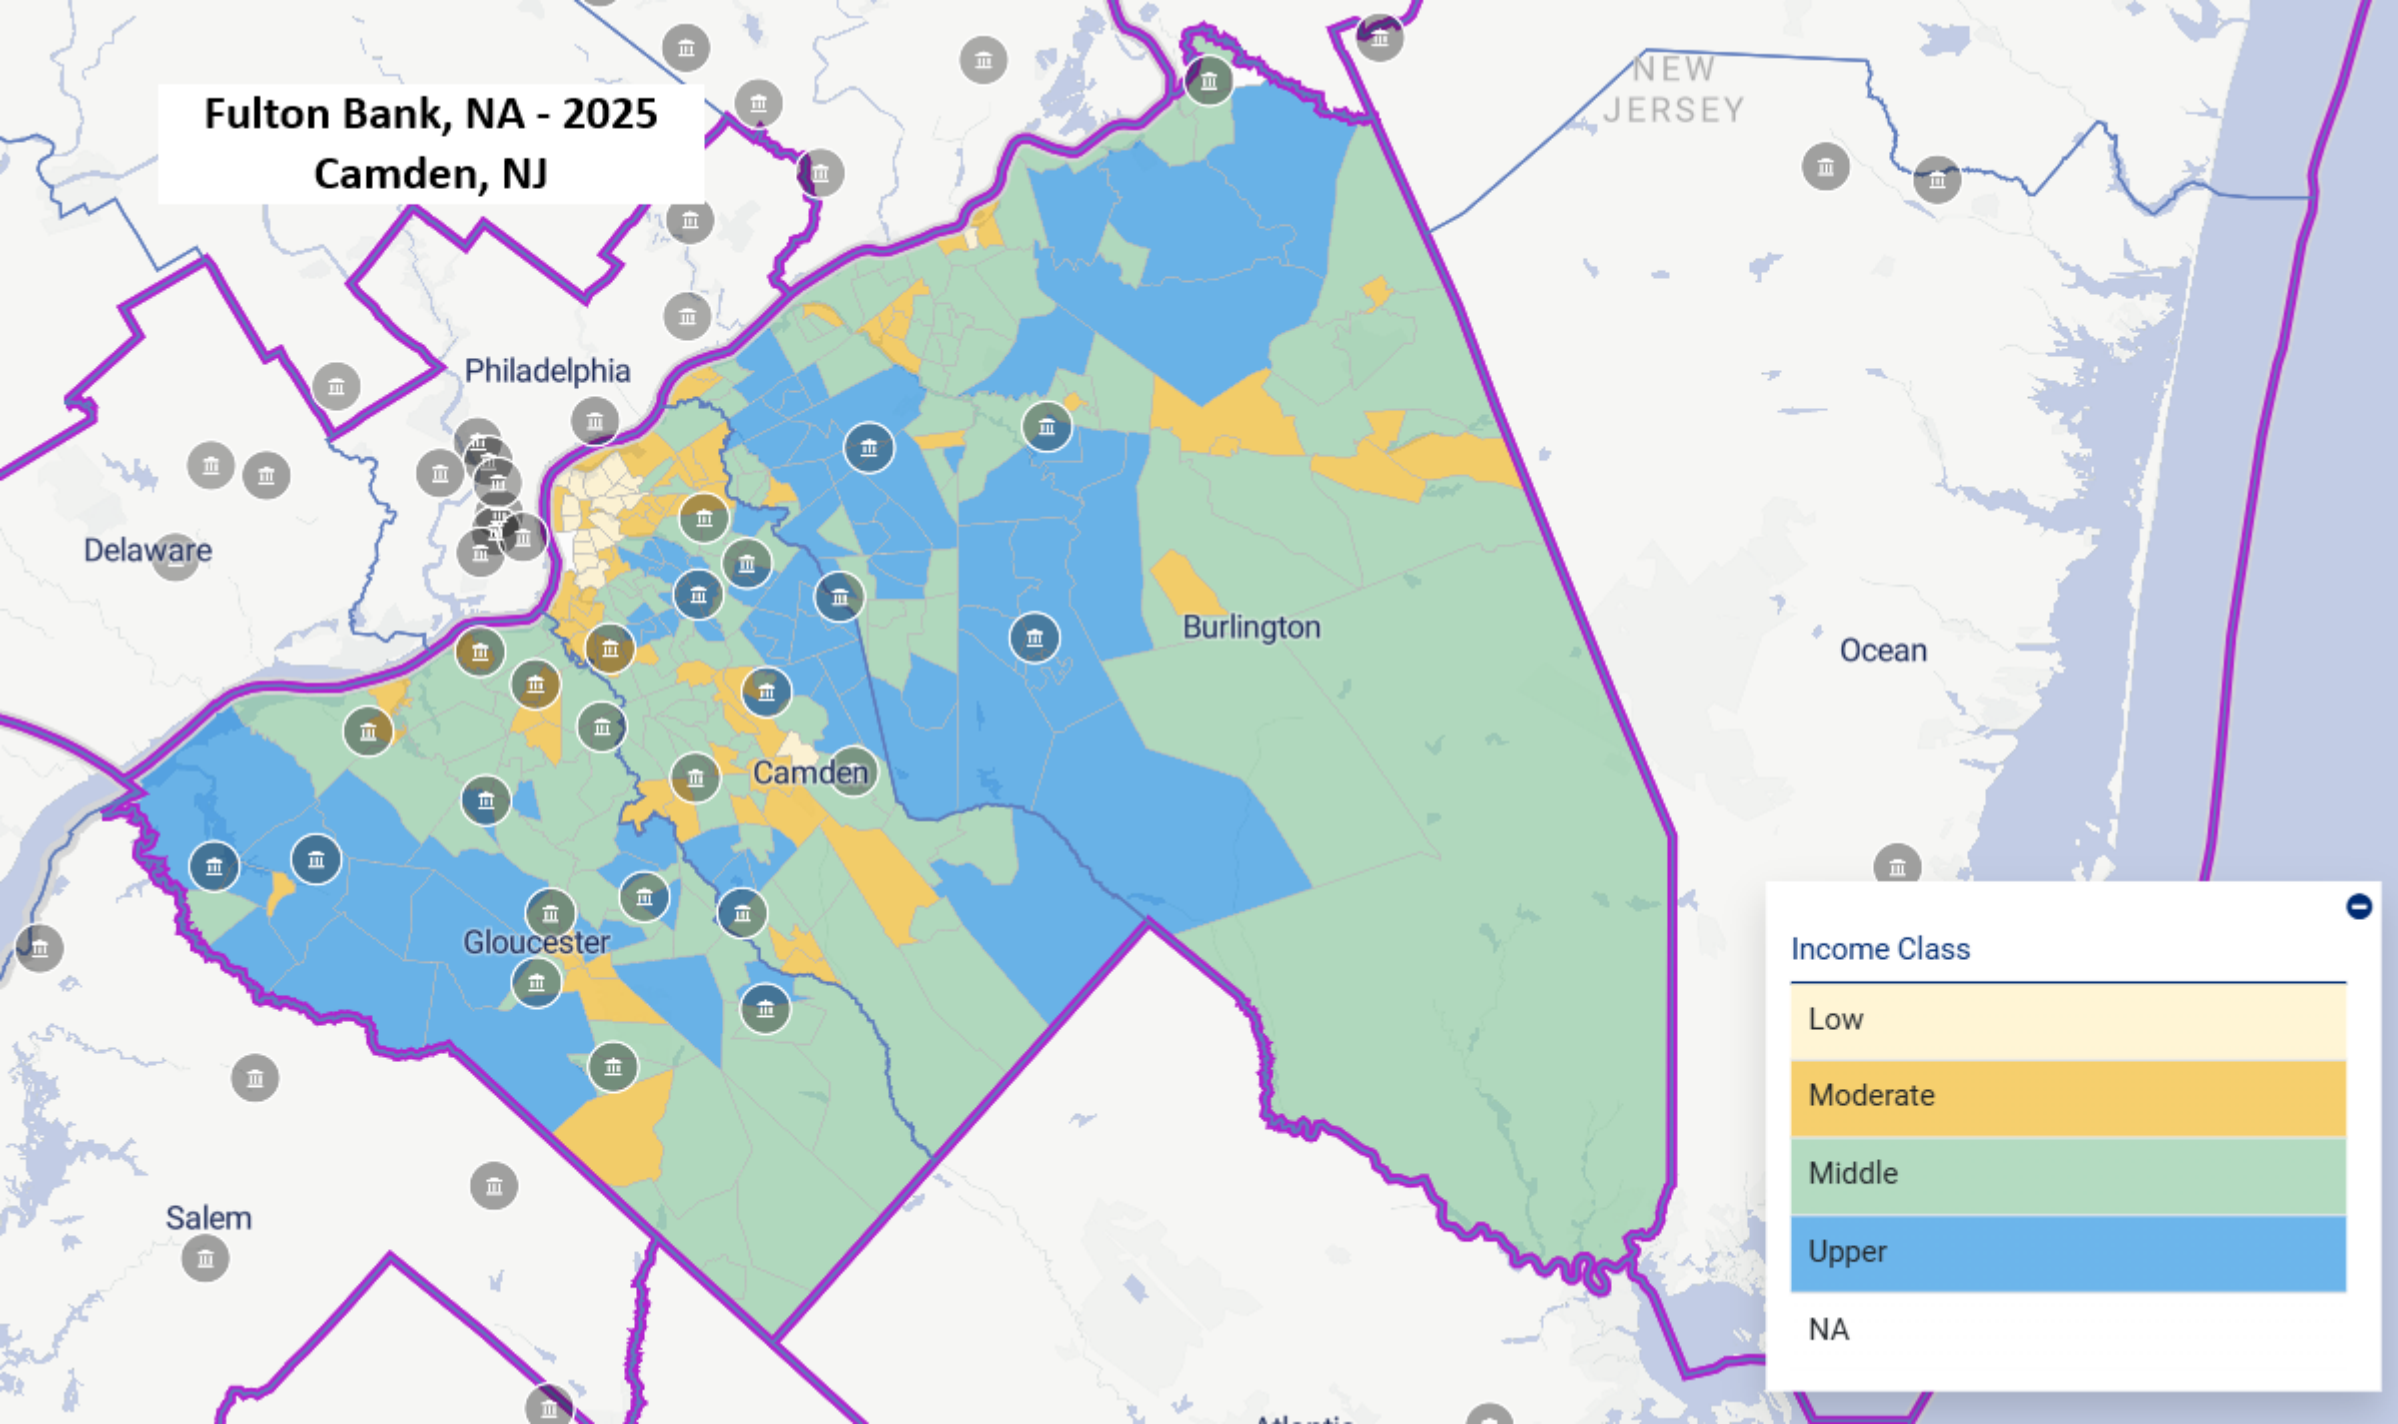 Fulton Bank, NA - 2025
Camden, NJ
NEW
JERSEY
Philadelphia
Delaware
Burlington
Ocean
Camden
Gloucester
Salem
Atlantic
Income Class
Low
Moderate
Middle
Upper
NA